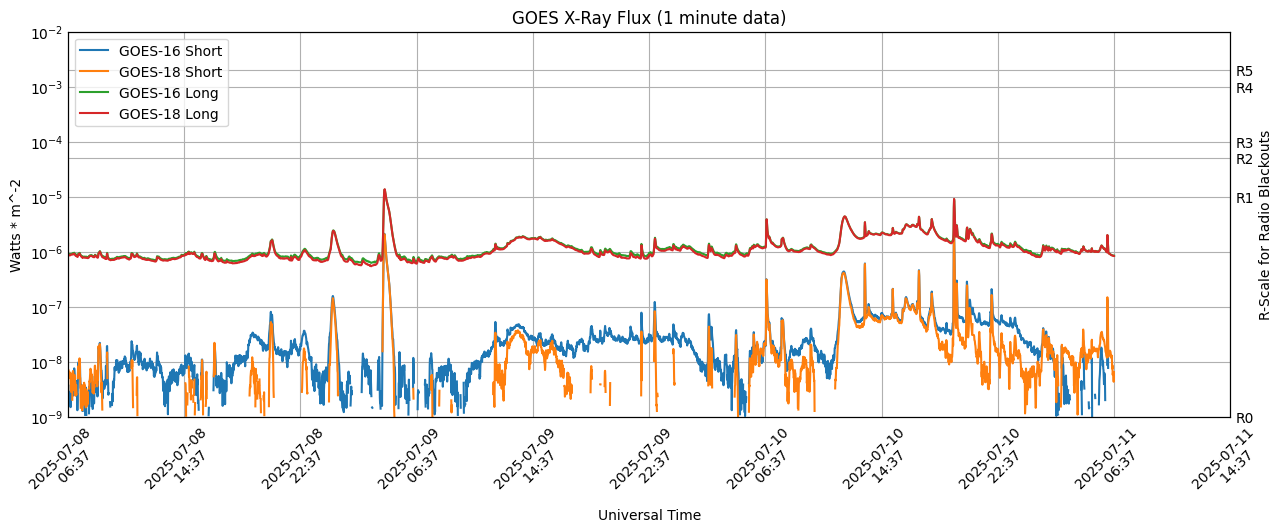 GOES X-Ray Flux (1 minute data)
GOES-16 Short
GOES-18 Short
GOES-16 Long
GOES-18 Long
10^-2
10^-3
10^-4
10^-5
10^-6
10^-7
10^-8
10^-9
Watts * m^-2
R5
R4
R3
R2
R1
R0
R-Scale for Radio Blackouts
2025-07-08
06:37
2025-07-08
14:37
2025-07-08
22:37
2025-07-09
06:37
2025-07-09
14:37
2025-07-09
22:37
2025-07-10
06:37
2025-07-10
14:37
2025-07-10
22:37
2025-07-11
06:37
2025-07-11
14:37
Universal Time